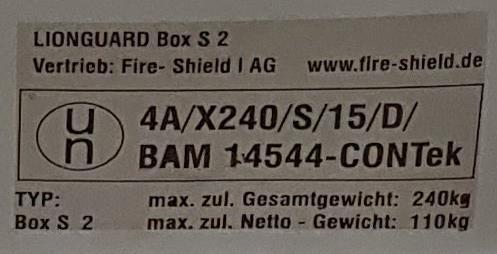 LIONGUARD Box S 2
Vertrieb: Fire- Shield I AG www.fire-shield.de
un 4A/X240/S/15/D/
BAM 14544-CONTek
TYP: max. zul. Gesamtgewicht: 240kg
Box S 2 max. zul. Netto - Gewicht: 110kg